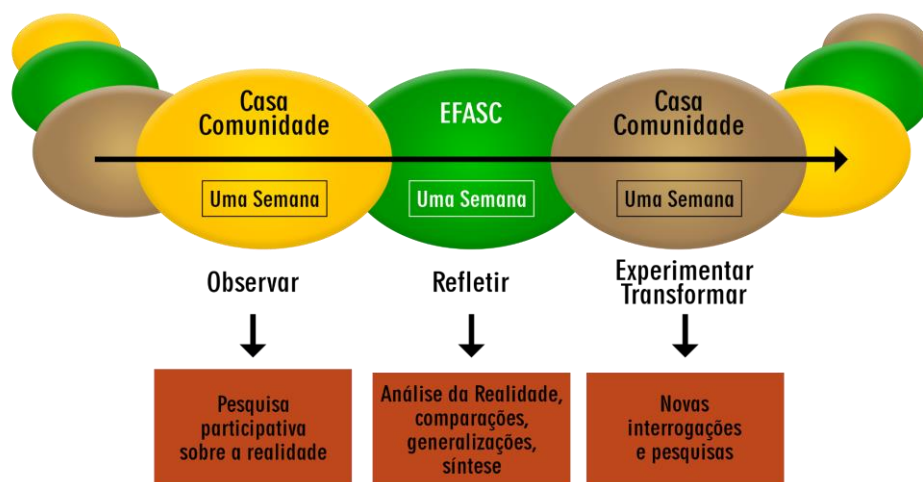 Casa
Comunidade
EFASC
Casa
Comunidade
Uma Semana
Uma Semana
Uma Semana
Observar
Refletir
Experimentar
Transformar
Pesquisa
participativa
sobre a realidade
Análise da Realidade,
comparações,
generalizações,
síntese
Novas
interrogações
e pesquisas